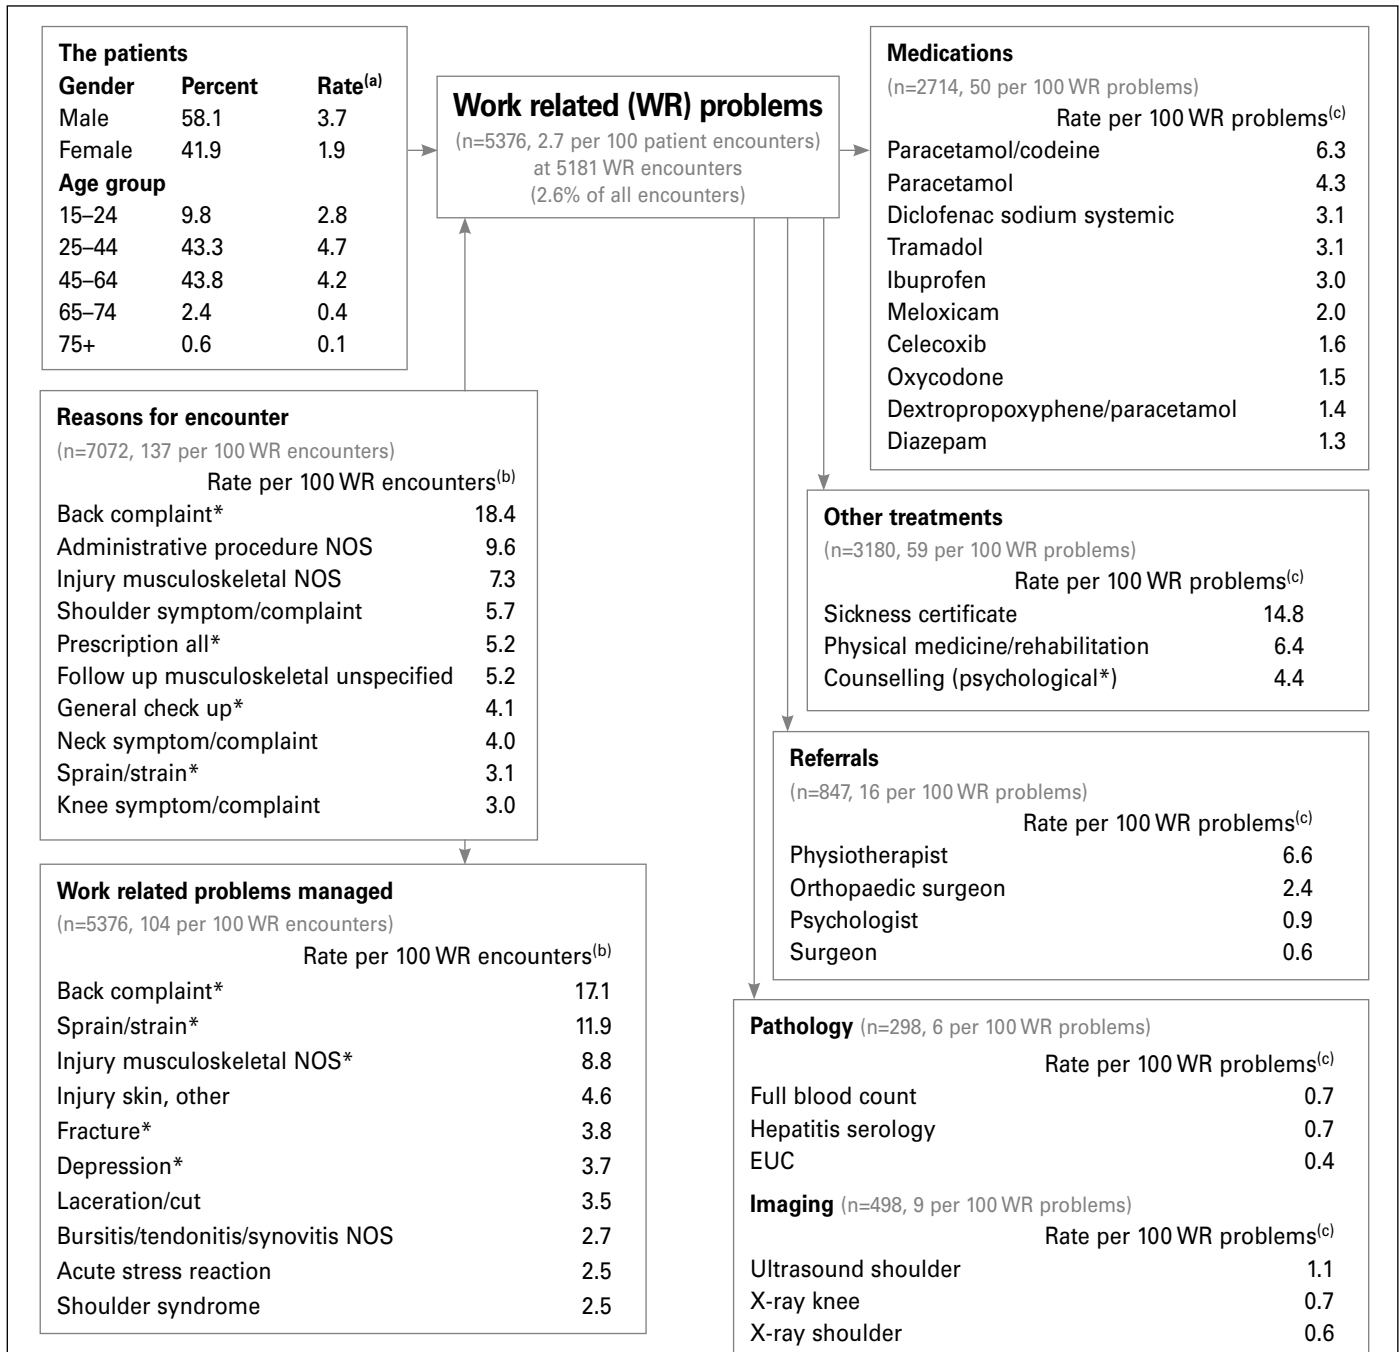 The patients
Gender Percent Rate(a)
Male 58.1 3.7
Female 41.9 1.9
Age group
15–24 9.8 2.8
25–44 43.3 4.7
45–64 43.8 4.2
65–74 2.4 0.4
75+ 0.6 0.1
Work related (WR) problems
(n=5376, 2.7 per 100 patient encounters)
at 5181 WR encounters
(2.6% of all encounters)
Medications
(n=2714, 50 per 100 WR problems)
Rate per 100 WR problems(c)
Paracetamol/codeine 6.3
Paracetamol 4.3
Diclofenac sodium systemic 3.1
Tramadol 3.1
Ibuprofen 3.0
Meloxicam 2.0
Celecoxib 1.6
Oxycodone 1.5
Dextropropoxyphene/paracetamol 1.4
Diazepam 1.3
Reasons for encounter
(n=7072, 137 per 100 WR encounters)
Rate per 100 WR encounters(b)
Back complaint* 18.4
Administrative procedure NOS 9.6
Injury musculoskeletal NOS 7.3
Shoulder symptom/complaint 5.7
Prescription all* 5.2
Follow up musculoskeletal unspecified 5.2
General check up* 4.1
Neck symptom/complaint 4.0
Sprain/strain* 3.1
Knee symptom/complaint 3.0
Other treatments
(n=3180, 59 per 100 WR problems)
Rate per 100 WR problems(c)
Sickness certificate 14.8
Physical medicine/rehabilitation 6.4
Counselling (psychological*) 4.4
Referrals
(n=847, 16 per 100 WR problems)
Rate per 100 WR problems(c)
Physiotherapist 6.6
Orthopaedic surgeon 2.4
Psychologist 0.9
Surgeon 0.6
Work related problems managed
(n=5376, 104 per 100 WR encounters)
Rate per 100 WR encounters(b)
Back complaint* 17.1
Sprain/strain* 11.9
Injury musculoskeletal NOS* 8.8
Injury skin, other 4.6
Fracture* 3.8
Depression* 3.7
Laceration/cut 3.5
Bursitis/tendonitis/synovitis NOS 2.7
Acute stress reaction 2.5
Shoulder syndrome 2.5
Pathology (n=298, 6 per 100 WR problems)
Rate per 100 WR problems(c)
Full blood count 0.7
Hepatitis serology 0.7
EUC 0.4
Imaging (n=498, 9 per 100 WR problems)
Rate per 100 WR problems(c)
Ultrasound shoulder 1.1
X-ray knee 0.7
X-ray shoulder 0.6